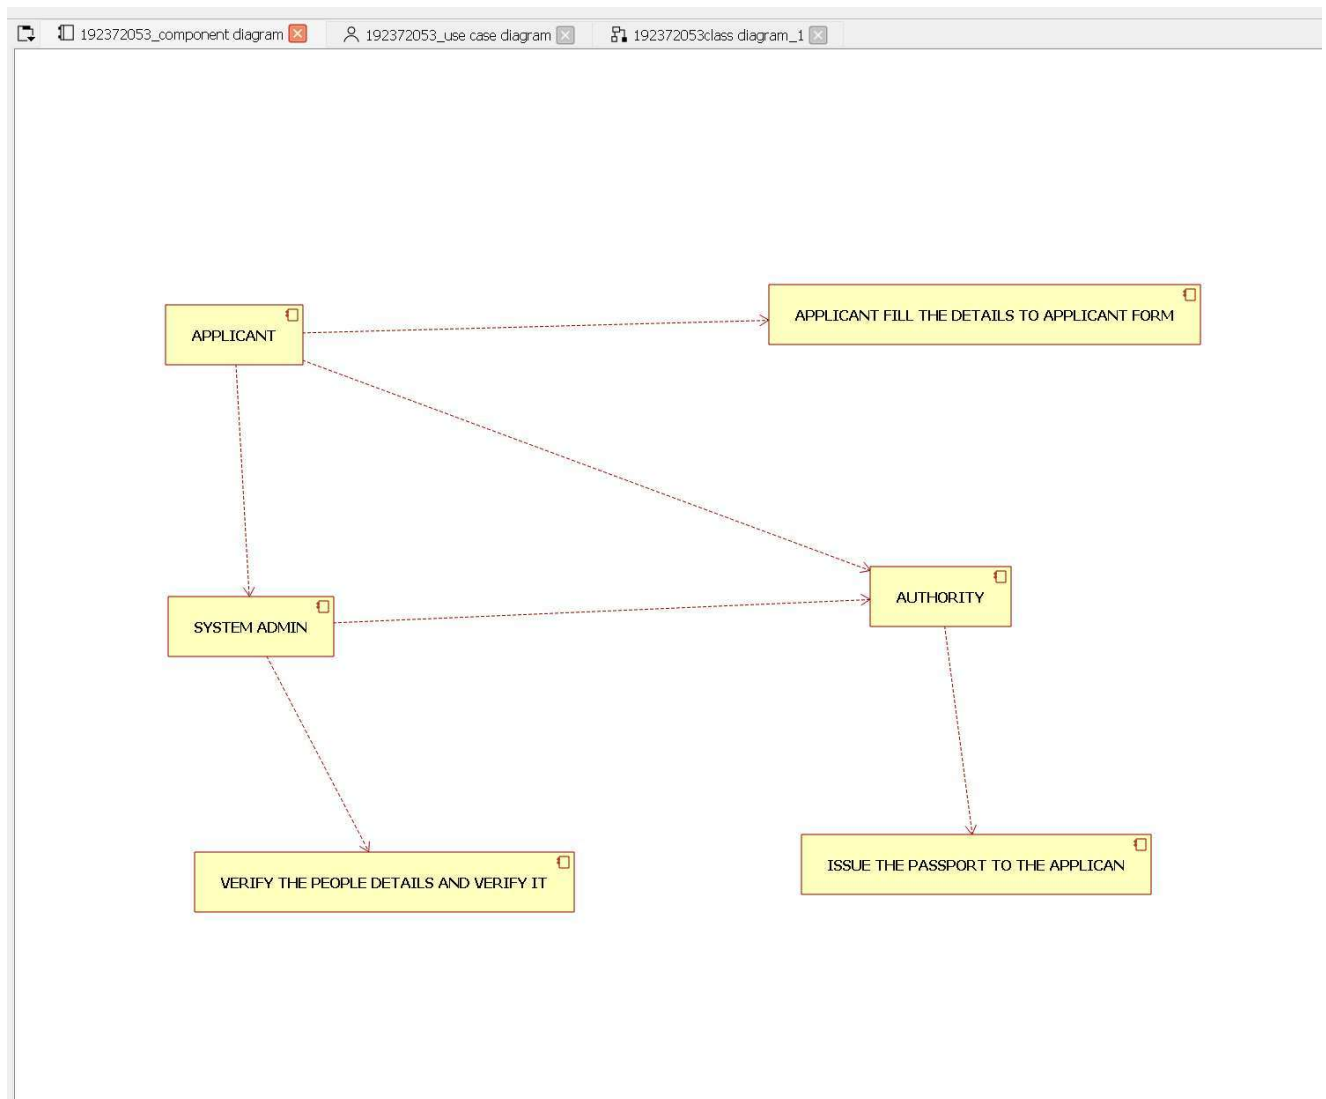 192372053_component diagram
192372053_use case diagram
192372053class diagram_1
APPLICANT FILL THE DETAILS TO APPLICANT FORM
APPLICANT
AUTHORITY
SYSTEM ADMIN
ISSUE THE PASSPORT TO THE APPLICAN
VERIFY THE PEOPLE DETAILS AND VERIFY IT